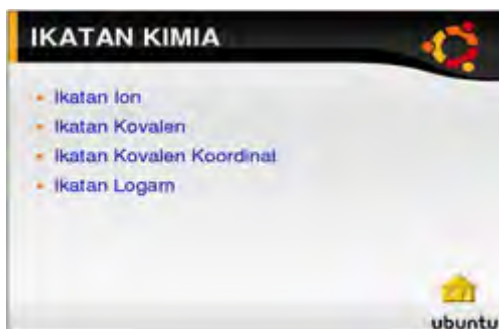 IKATAN KIMIA
Ikatan Ion
Ikatan Kovalen
Ikatan Kovalen Koordinat
Ikatan Logam
ubuntu